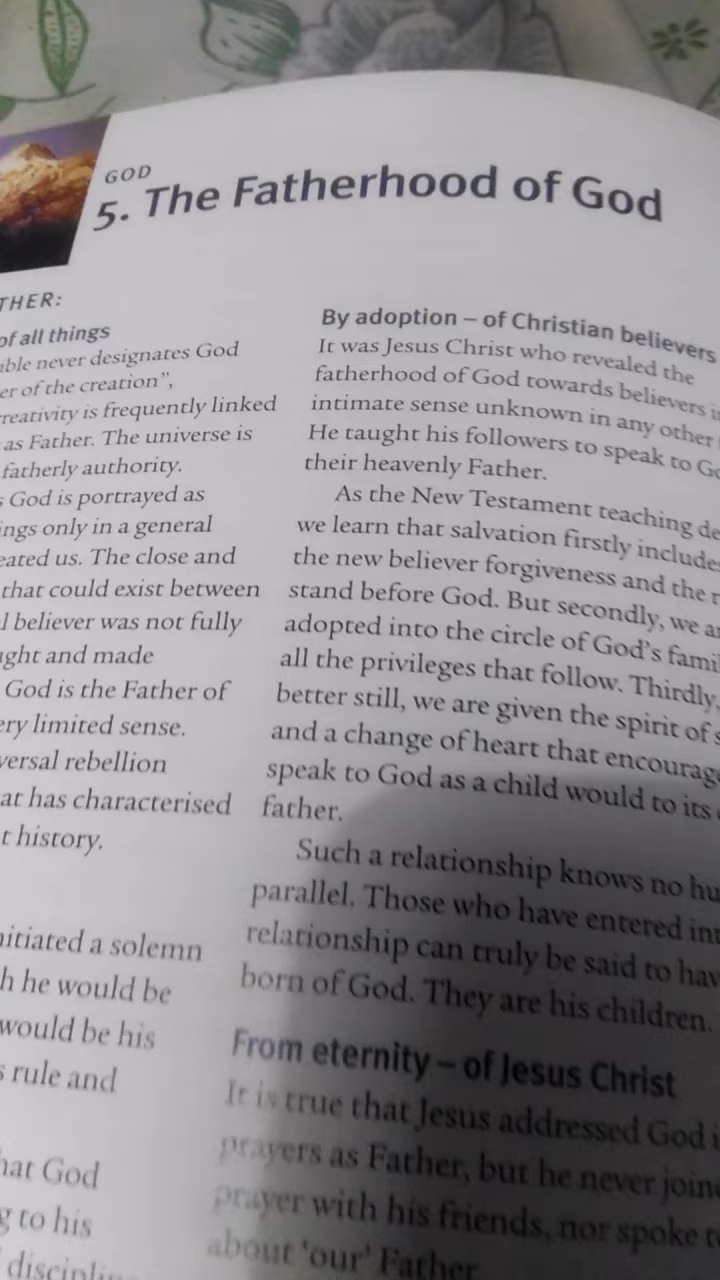 GOD
5. The Fatherhood of God
THER:
of all things
ible never designates God
er of the creation",
reativity is frequently linked
as Father. The universe is
fatherly authority.
s God is portrayed as
ings only in a general
eated us. The close and
that could exist between
l believer was not fully
ught and made
God is the Father of
ery limited sense.
versal rebellion
at has characterised
t history.
nitiated a solemn
h he would be
would be his
s rule and
hat God
g to his
disciplin
By adoption – of Christian believers
It was Jesus Christ who revealed the
fatherhood of God towards believers i
intimate sense unknown in any other
He taught his followers to speak to Go
their heavenly Father.
As the New Testament teaching de
we learn that salvation firstly includes
the new believer forgiveness and the r
stand before God. But secondly, we ar
adopted into the circle of God's famil
all the privileges that follow. Thirdly,
better still, we are given the spirit of s
and a change of heart that encourage
speak to God as a child would to its
father.
Such a relationship knows no hu
parallel. Those who have entered int
relationship can truly be said to hav
born of God. They are his children.
From eternity – of Jesus Christ
It is true that Jesus addressed God i
prayers as Father, but he never joine
prayer with his friends, nor spoke t
about 'our' Father